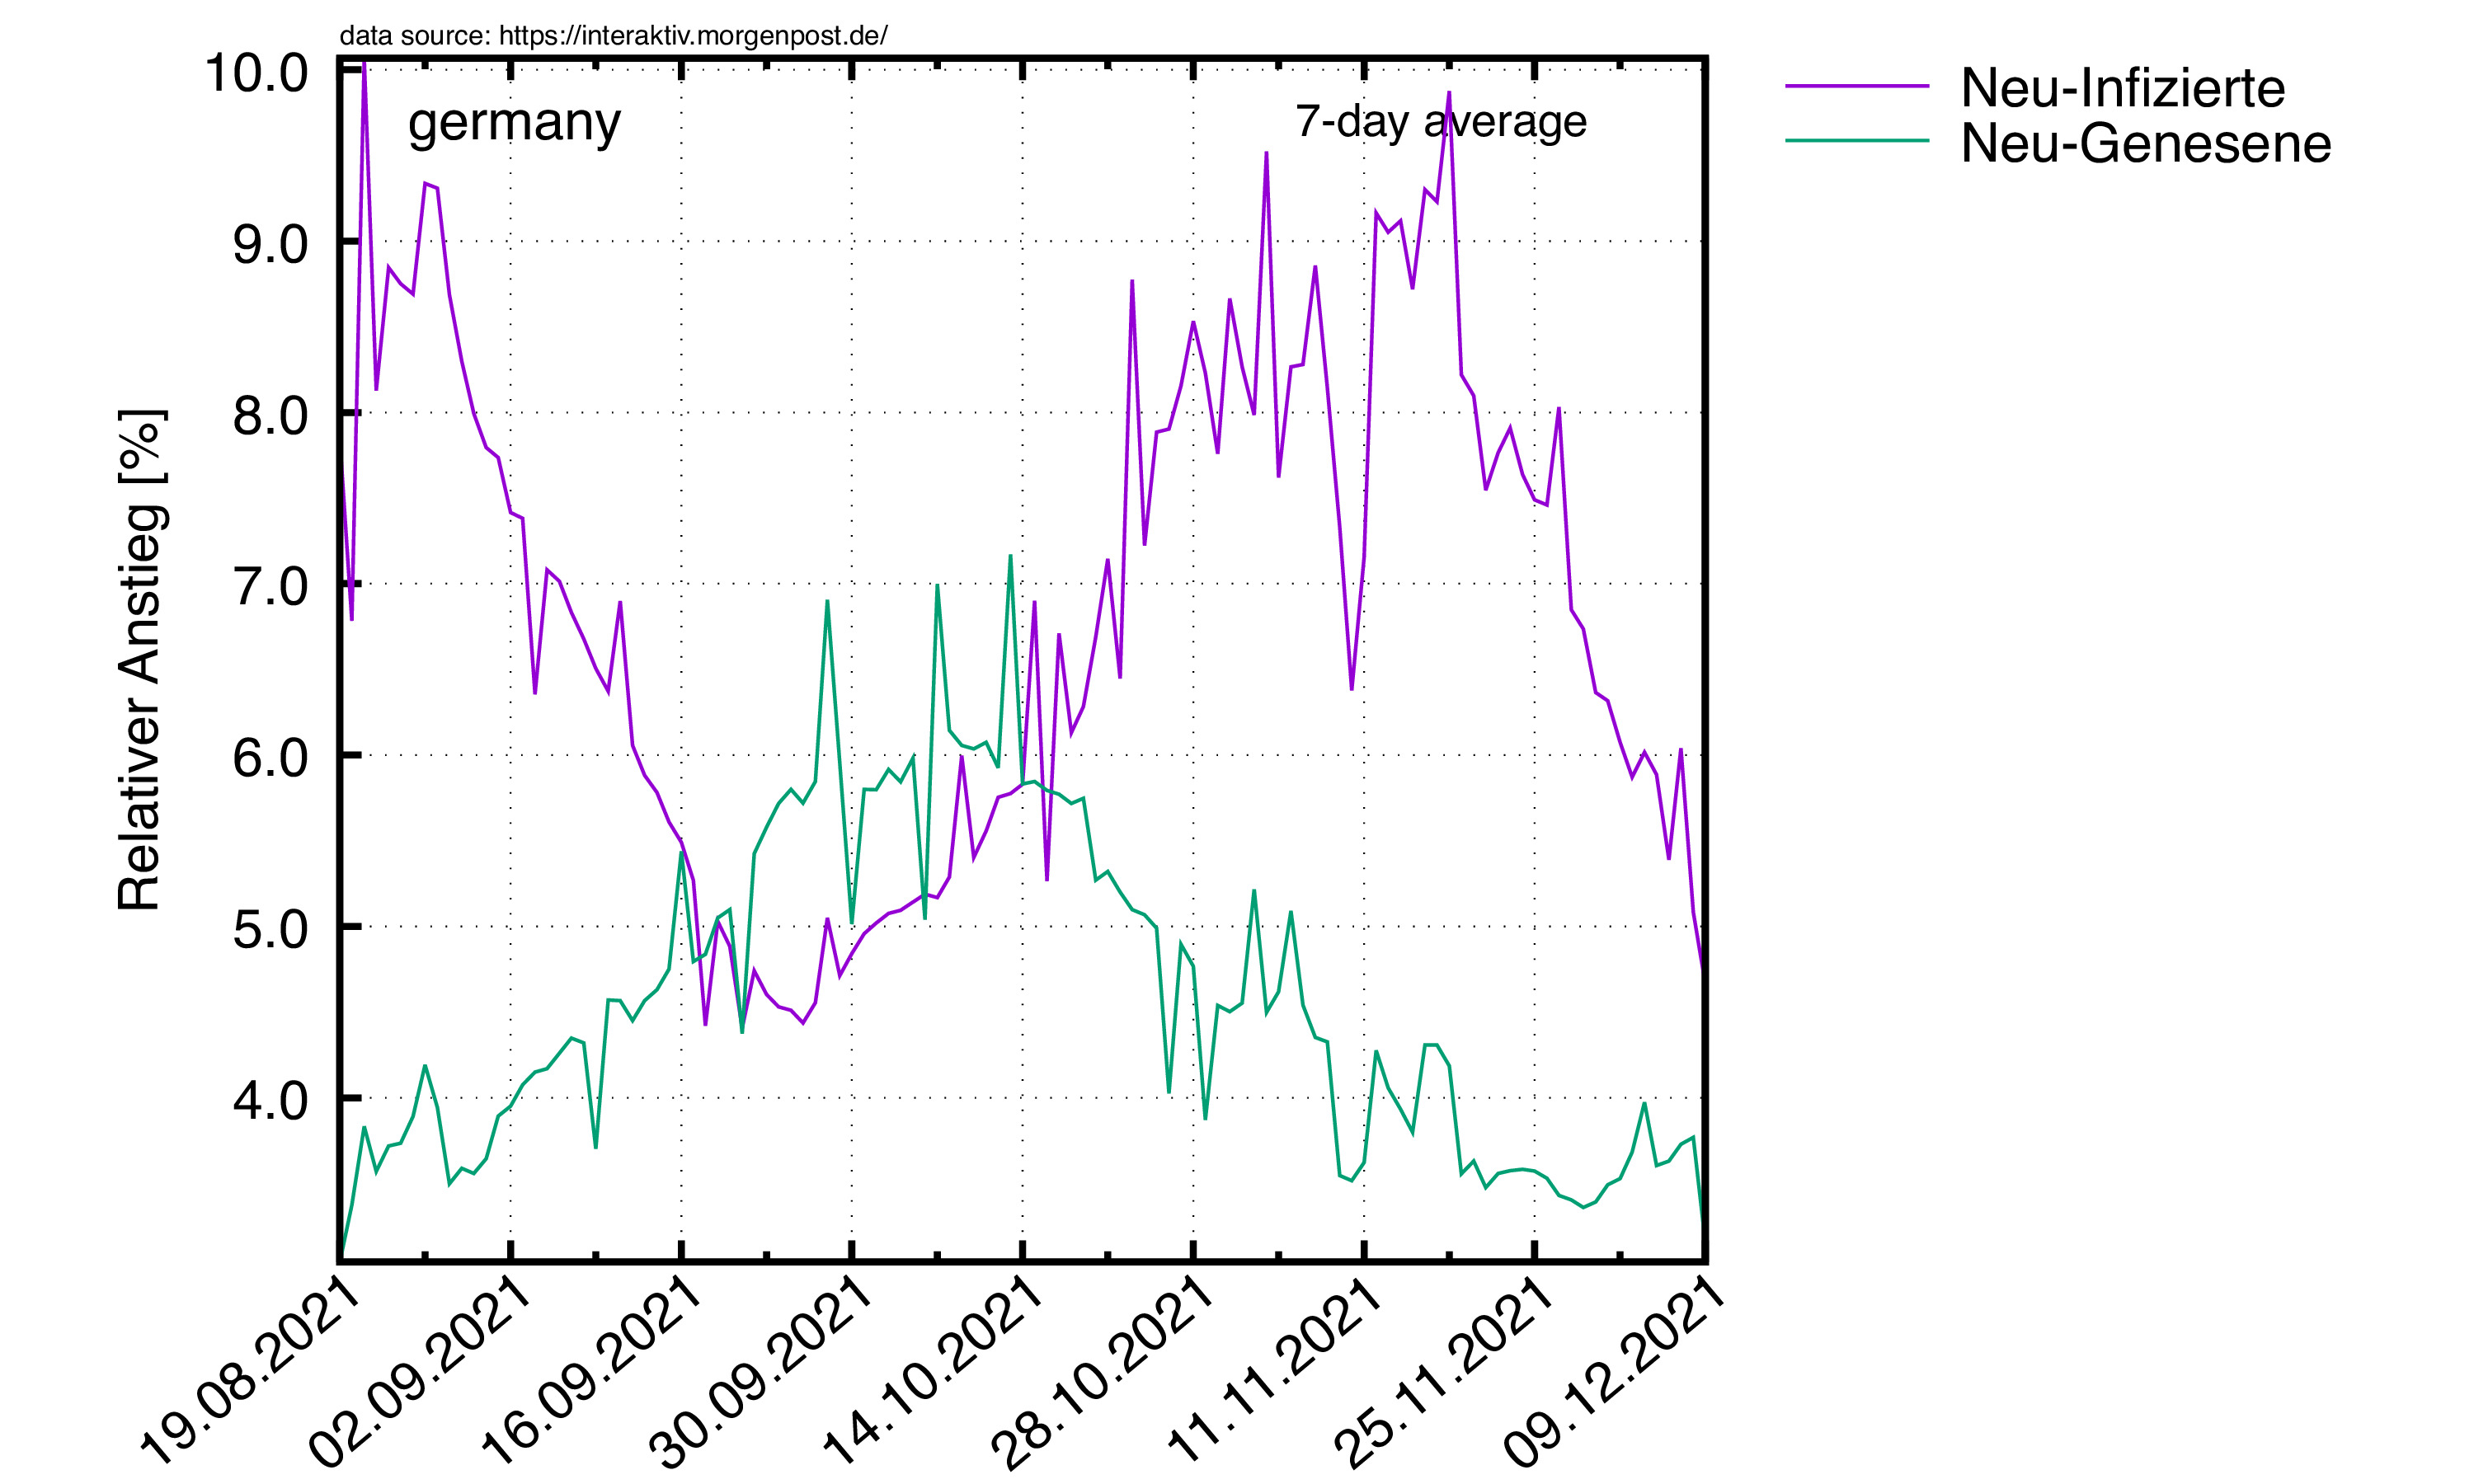 data source: https://interaktiv.morgenpost.de/
germany
7-day average
Neu-Infizierte
Neu-Genesene
Relativer Anstieg [%]
10.0
9.0
8.0
7.0
6.0
5.0
4.0
19.08.2021
02.09.2021
16.09.2021
30.09.2021
14.10.2021
28.10.2021
11.11.2021
25.11.2021
09.12.2021